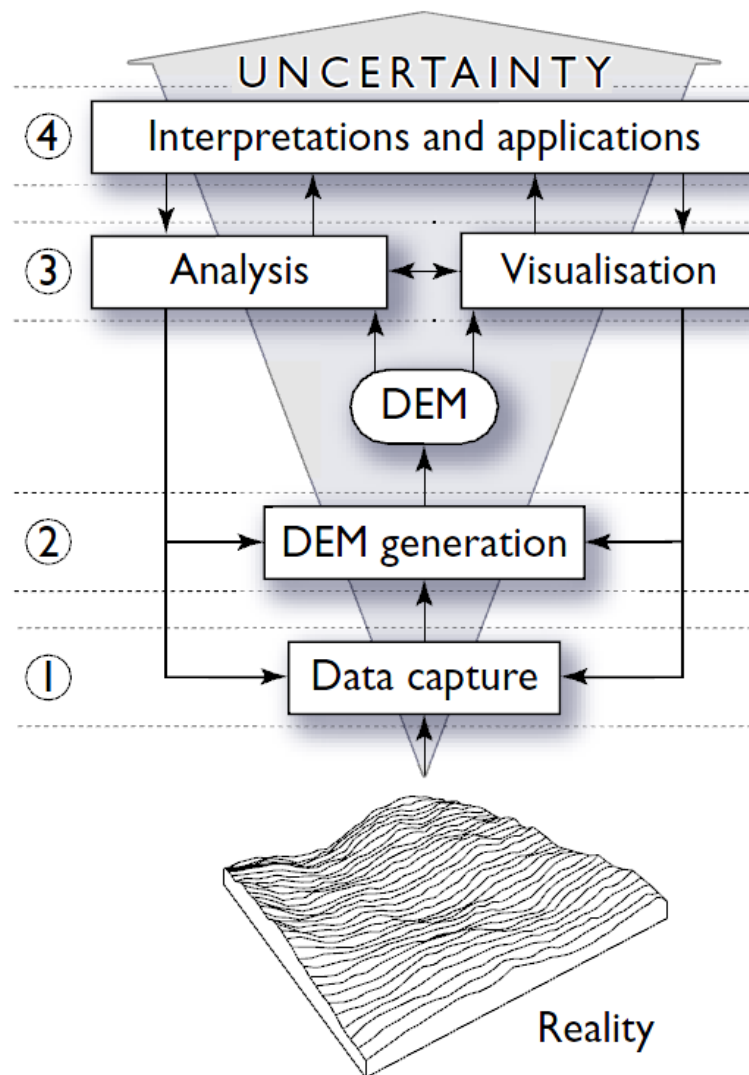 UNCERTAINTY
4 Interpretations and applications
3 Analysis Visualisation
DEM
2 DEM generation
1 Data capture
Reality